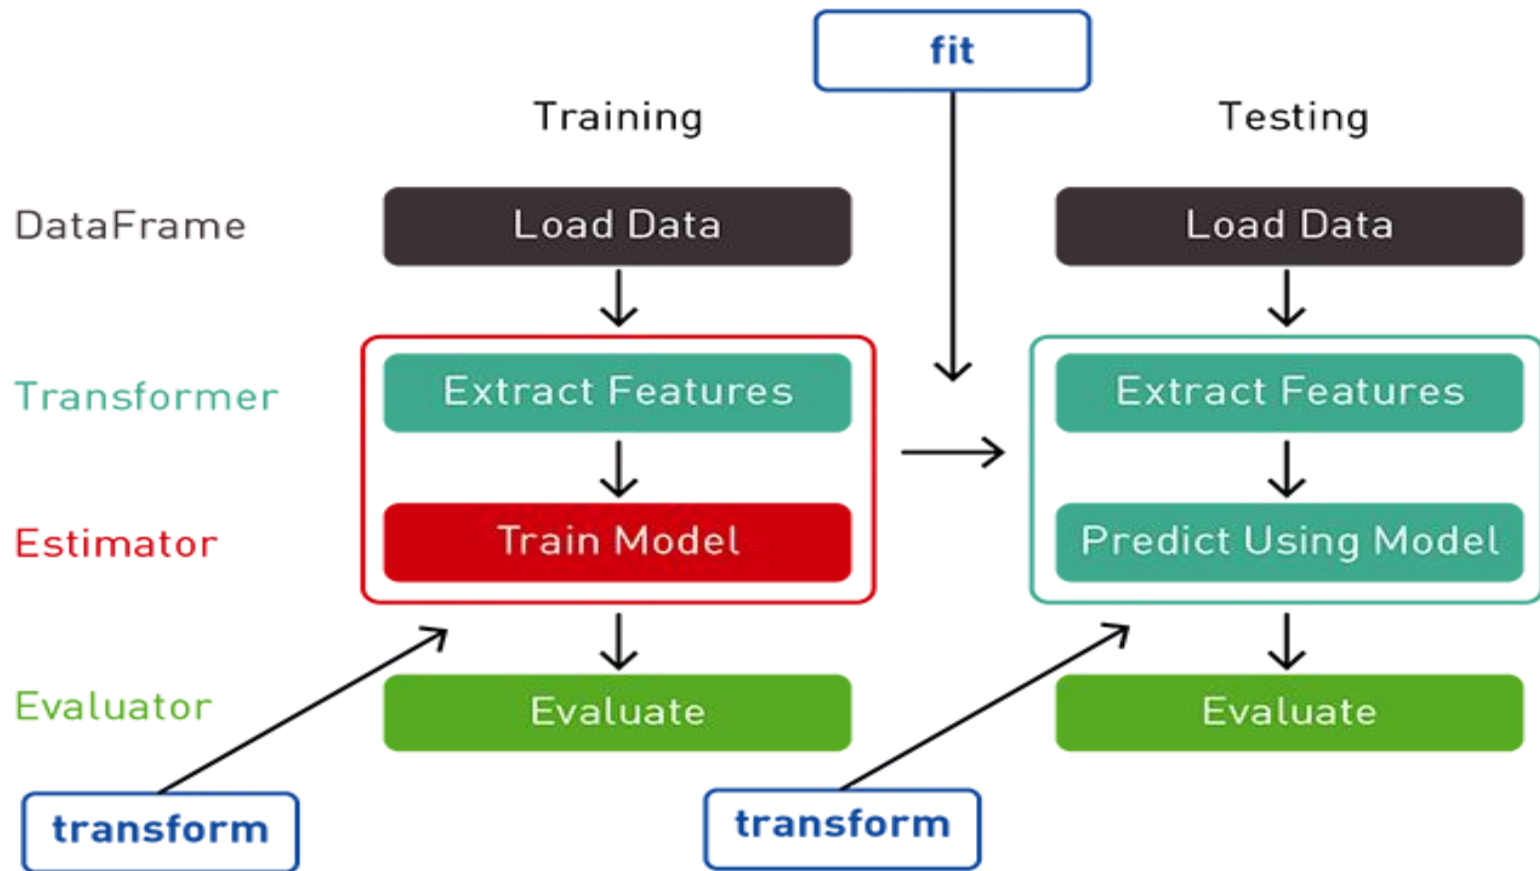 fit
Training
Testing
DataFrame
Load Data
Load Data
Transformer
Extract Features
Extract Features
Estimator
Train Model
Predict Using Model
Evaluator
Evaluate
Evaluate
transform
transform